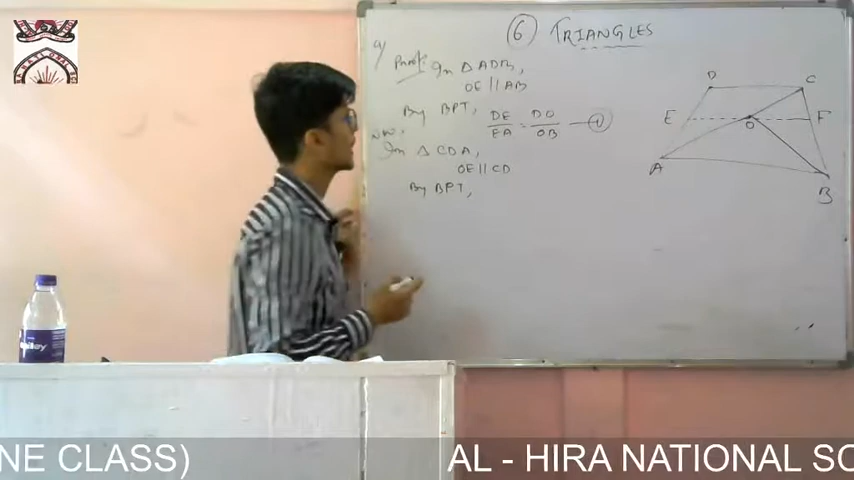 ⑥ TRIANGLES
9/ Proof: In △ ADB,
OE || AB
By BPT,
DE/EA = DO/OB — ①
Now,
In △ CDA,
OE || CD
By BPT,
D
C
E
O
F
A
B
NE CLASS)
AL - HIRA NATIONAL SC